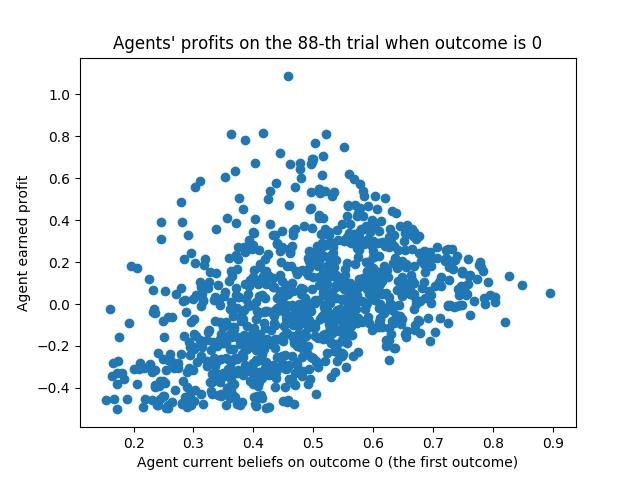 Agents' profits on the 88-th trial when outcome is 0
1.0
0.8
0.6
0.4
0.2
0.0
−0.2
−0.4
Agent earned profit
0.2 0.3 0.4 0.5 0.6 0.7 0.8 0.9
Agent current beliefs on outcome 0 (the first outcome)